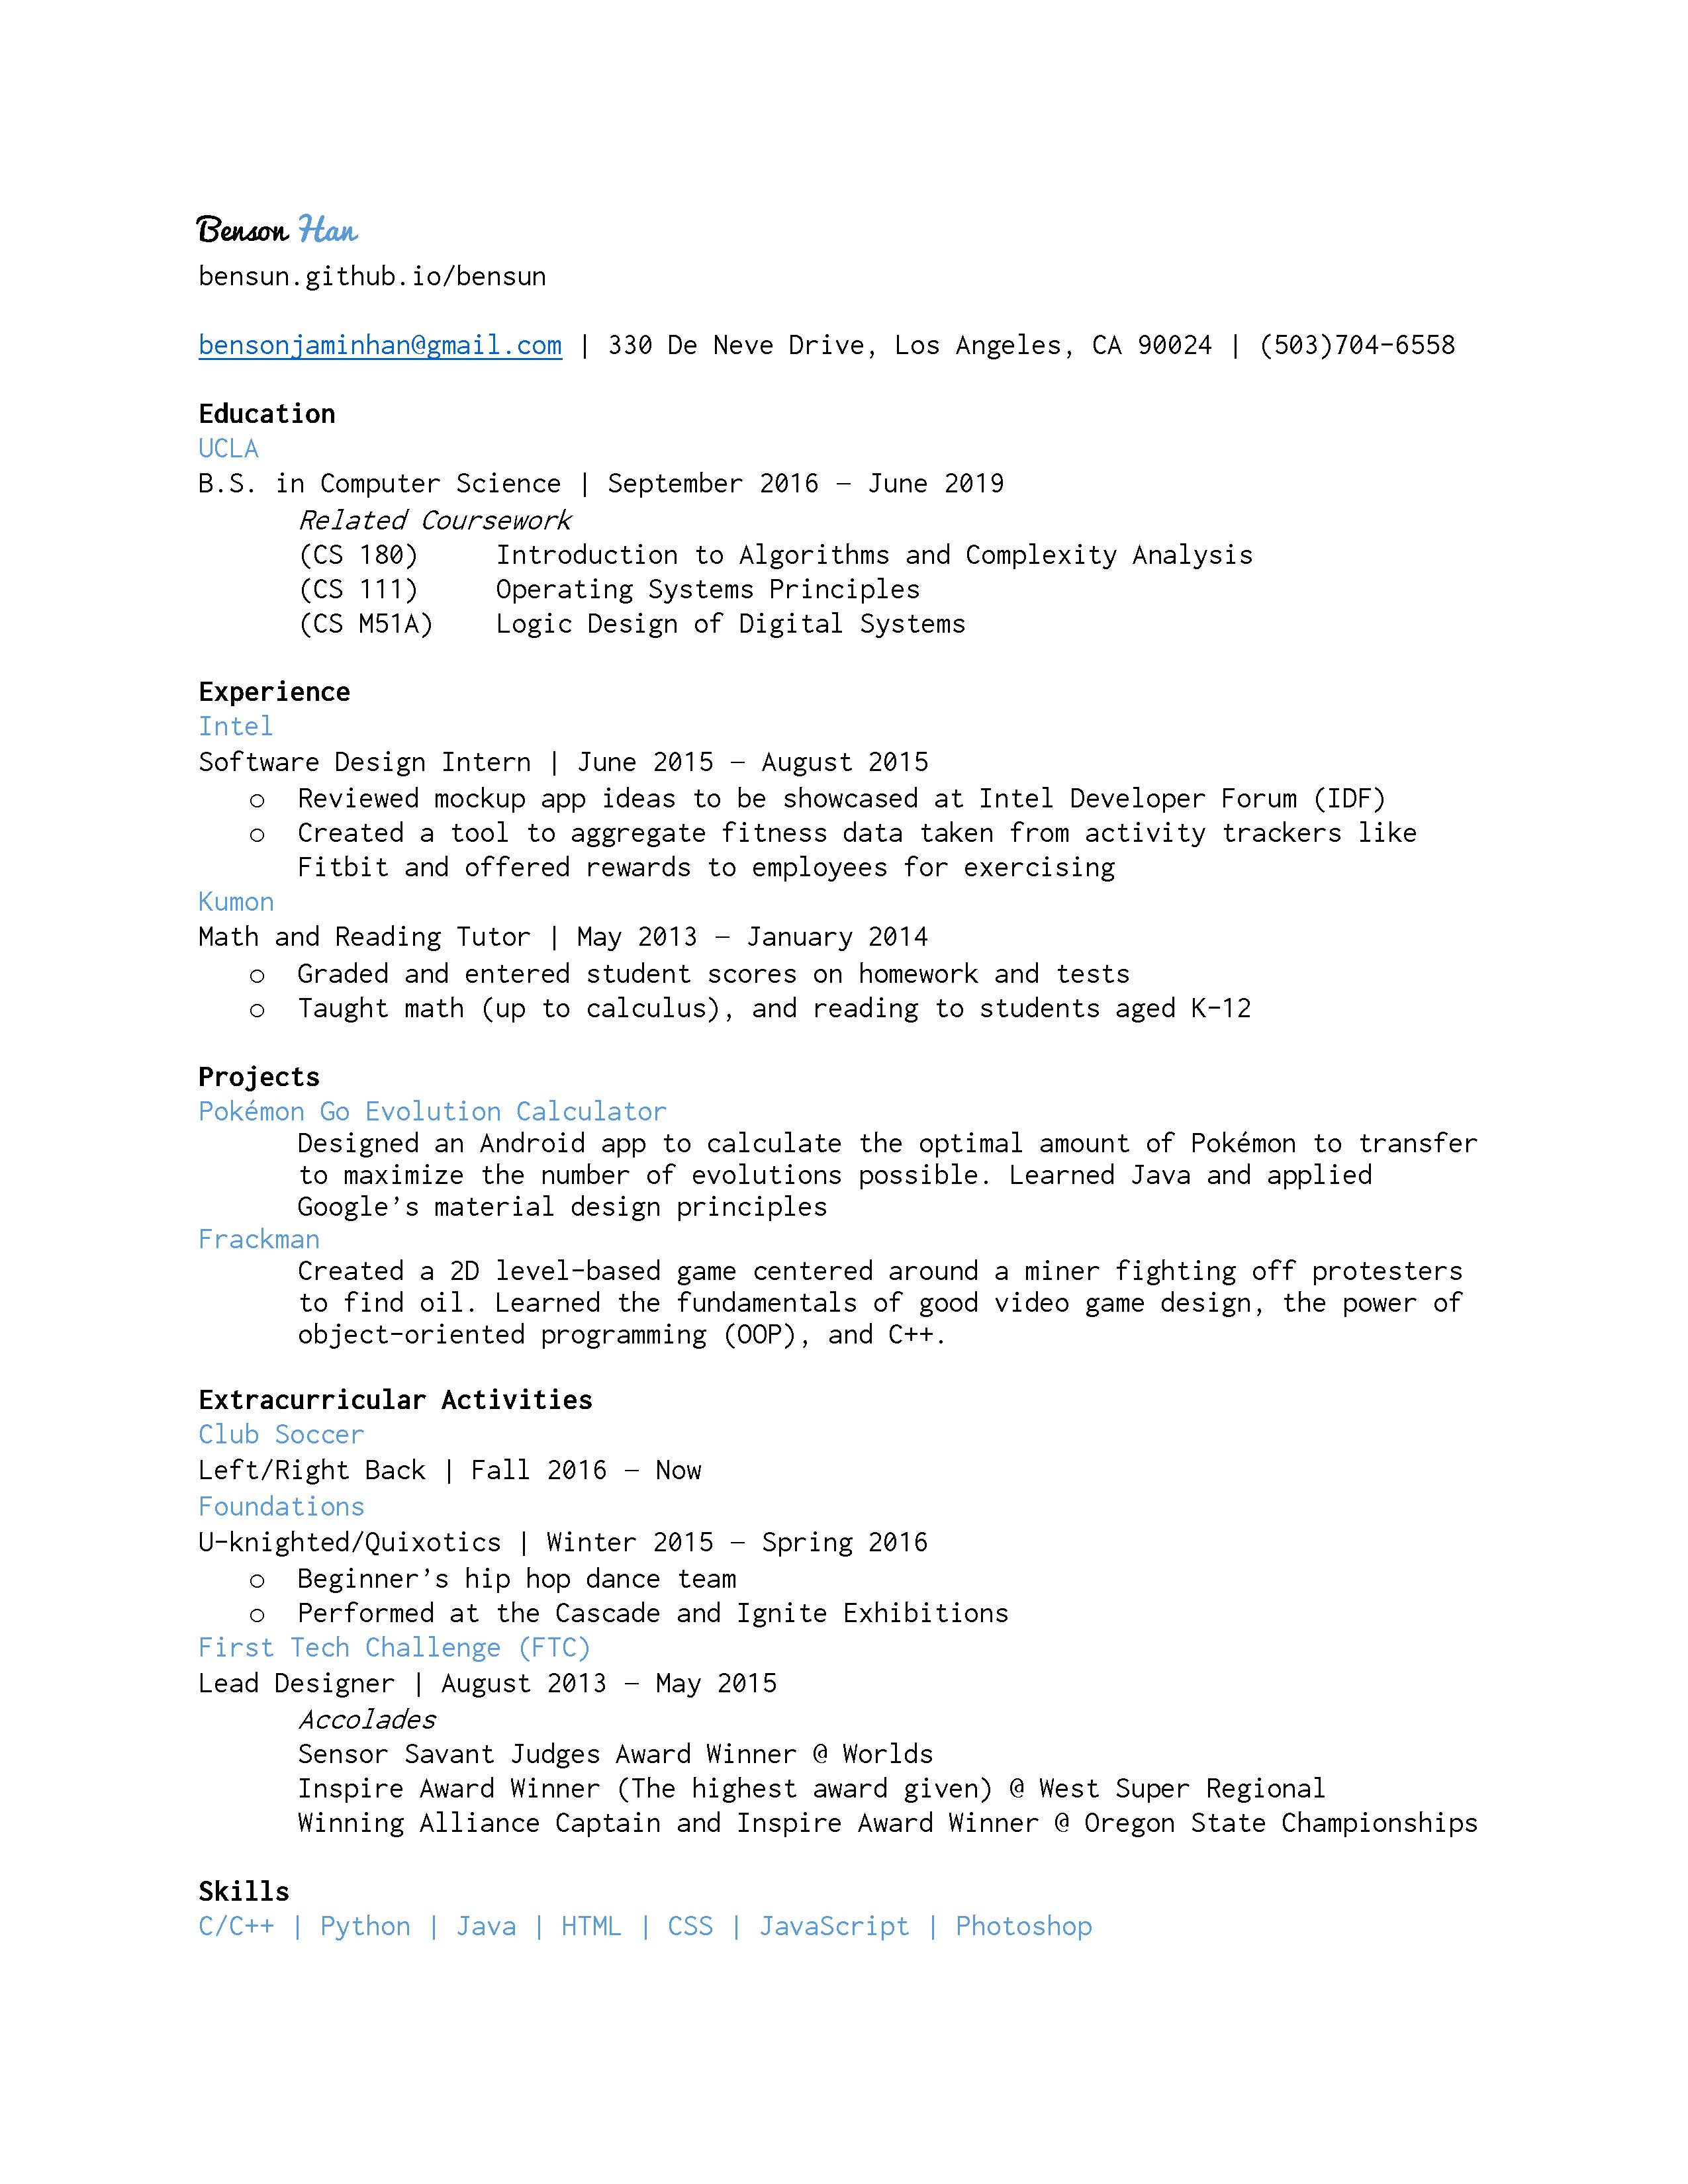 Benson Han
bensun.github.io/bensun
bensonjaminhan@gmail.com | 330 De Neve Drive, Los Angeles, CA 90024 | (503)704-6558
Education
UCLA
B.S. in Computer Science | September 2016 – June 2019
Related Coursework
(CS 180) Introduction to Algorithms and Complexity Analysis
(CS 111) Operating Systems Principles
(CS M51A) Logic Design of Digital Systems
Experience
Intel
Software Design Intern | June 2015 – August 2015
o Reviewed mockup app ideas to be showcased at Intel Developer Forum (IDF)
o Created a tool to aggregate fitness data taken from activity trackers like
Fitbit and offered rewards to employees for exercising
Kumon
Math and Reading Tutor | May 2013 – January 2014
o Graded and entered student scores on homework and tests
o Taught math (up to calculus), and reading to students aged K-12
Projects
Pokémon Go Evolution Calculator
Designed an Android app to calculate the optimal amount of Pokémon to transfer
to maximize the number of evolutions possible. Learned Java and applied
Google’s material design principles
Frackman
Created a 2D level-based game centered around a miner fighting off protesters
to find oil. Learned the fundamentals of good video game design, the power of
object-oriented programming (OOP), and C++.
Extracurricular Activities
Club Soccer
Left/Right Back | Fall 2016 – Now
Foundations
U-knighted/Quixotics | Winter 2015 – Spring 2016
o Beginner’s hip hop dance team
o Performed at the Cascade and Ignite Exhibitions
First Tech Challenge (FTC)
Lead Designer | August 2013 – May 2015
Accolades
Sensor Savant Judges Award Winner @ Worlds
Inspire Award Winner (The highest award given) @ West Super Regional
Winning Alliance Captain and Inspire Award Winner @ Oregon State Championships
Skills
C/C++ | Python | Java | HTML | CSS | JavaScript | Photoshop